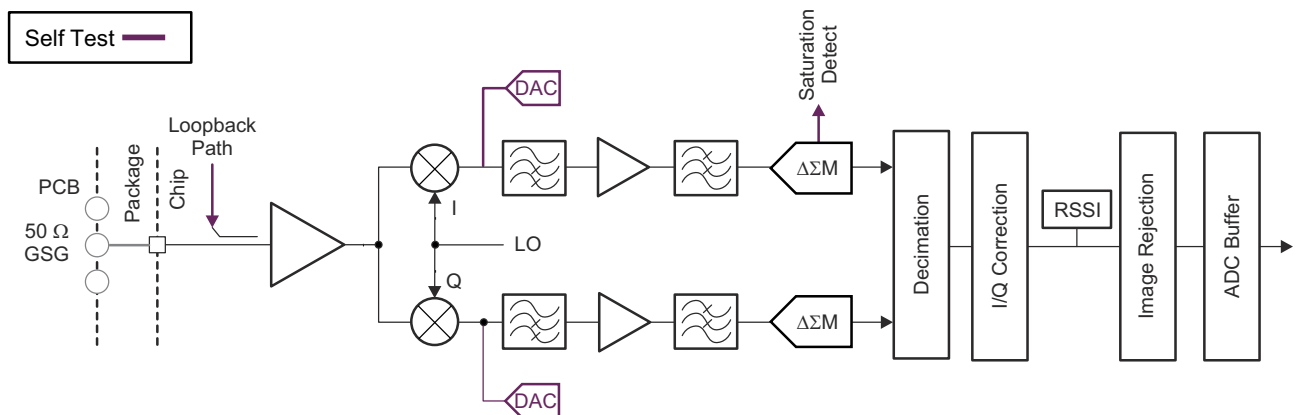 Self Test
DAC
Saturation
Detect
Loopback
Path
PCB
Package
Chip
50 Ω
GSG
I
LO
Q
ΔΣM
ΔΣM
DAC
Decimation
I/Q Correction
RSSI
Image Rejection
ADC Buffer